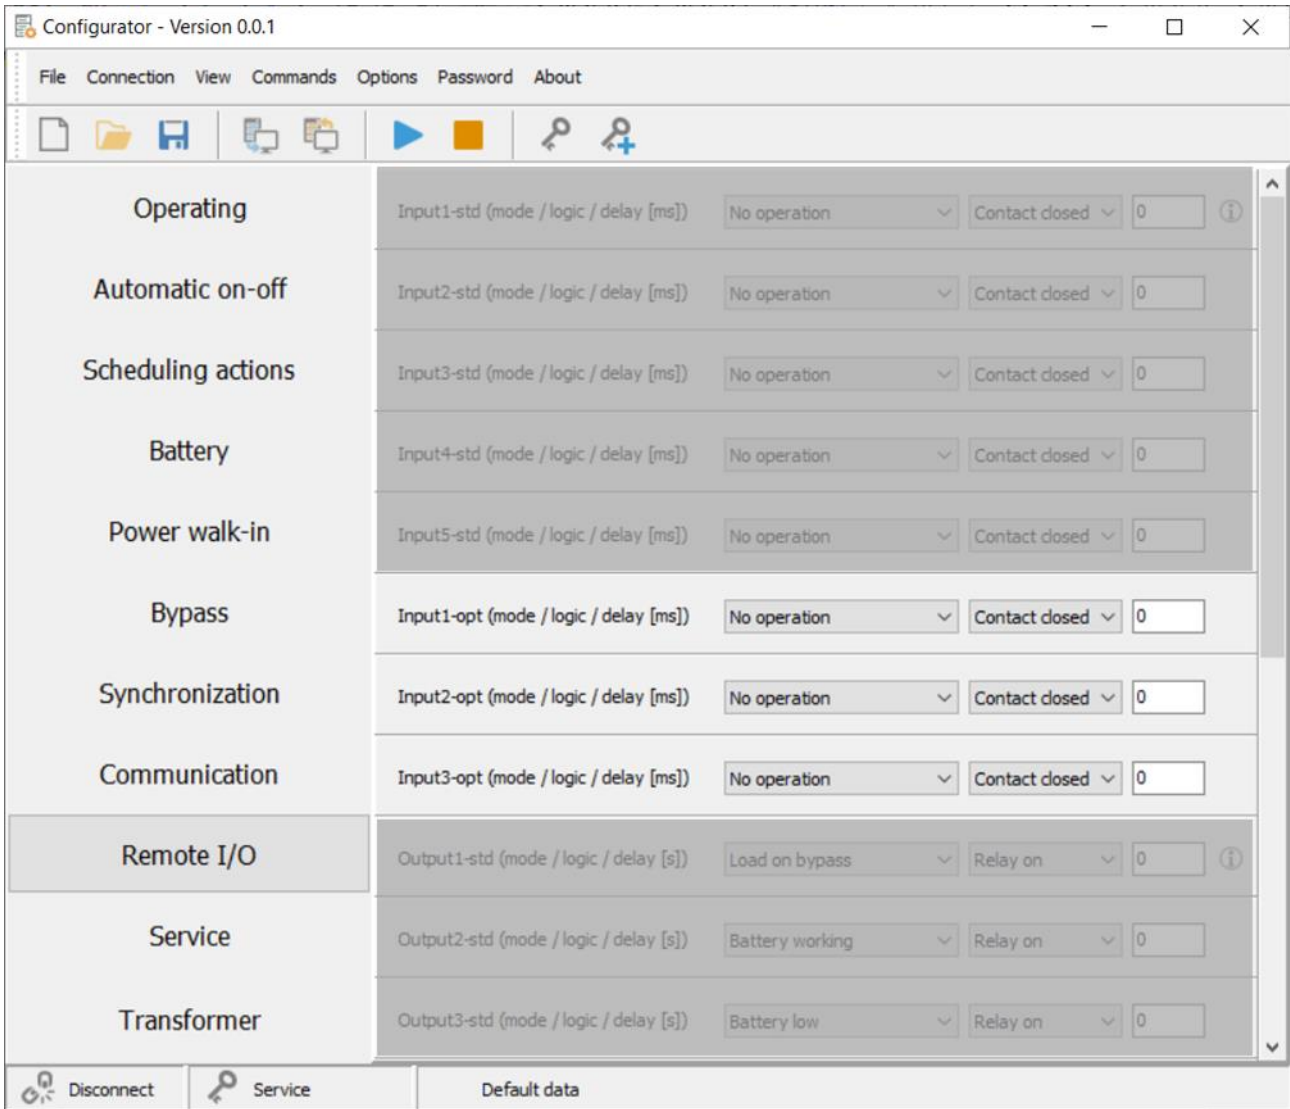 Configurator - Version 0.0.1
File Connection View Commands Options Password About
Operating
Input1-std (mode / logic / delay [ms]) No operation Contact closed 0
Automatic on-off
Input2-std (mode / logic / delay [ms]) No operation Contact closed 0
Scheduling actions
Input3-std (mode / logic / delay [ms]) No operation Contact closed 0
Battery
Input4-std (mode / logic / delay [ms]) No operation Contact closed 0
Power walk-in
Input5-std (mode / logic / delay [ms]) No operation Contact closed 0
Bypass
Input1-opt (mode / logic / delay [ms]) No operation Contact closed 0
Synchronization
Input2-opt (mode / logic / delay [ms]) No operation Contact closed 0
Communication
Input3-opt (mode / logic / delay [ms]) No operation Contact closed 0
Remote I/O
Output1-std (mode / logic / delay [s]) Load on bypass Relay on 0
Service
Output2-std (mode / logic / delay [s]) Battery working Relay on 0
Transformer
Output3-std (mode / logic / delay [s]) Battery low Relay on 0
Disconnect Service Default data